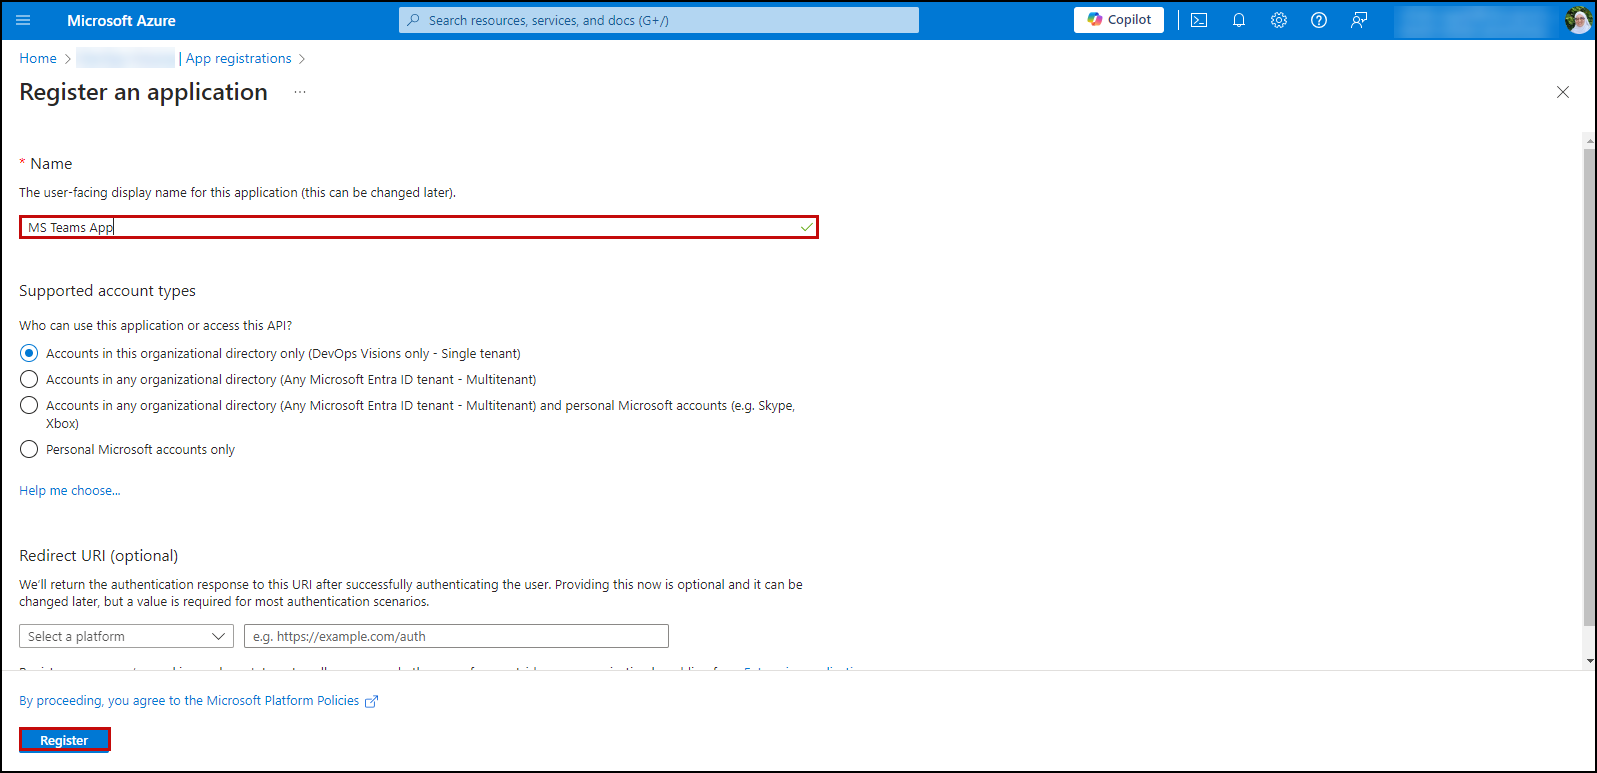 Microsoft Azure
Search resources, services, and docs (G+/)
Copilot
Home > | App registrations >
Register an application ...
* Name
The user-facing display name for this application (this can be changed later).
MS Teams App
Supported account types
Who can use this application or access this API?
Accounts in this organizational directory only (DevOps Visions only - Single tenant)
Accounts in any organizational directory (Any Microsoft Entra ID tenant - Multitenant)
Accounts in any organizational directory (Any Microsoft Entra ID tenant - Multitenant) and personal Microsoft accounts (e.g. Skype,
Xbox)
Personal Microsoft accounts only
Help me choose...
Redirect URI (optional)
We'll return the authentication response to this URI after successfully authenticating the user. Providing this now is optional and it can be
changed later, but a value is required for most authentication scenarios.
Select a platform
e.g. https://example.com/auth
By proceeding, you agree to the Microsoft Platform Policies
Register